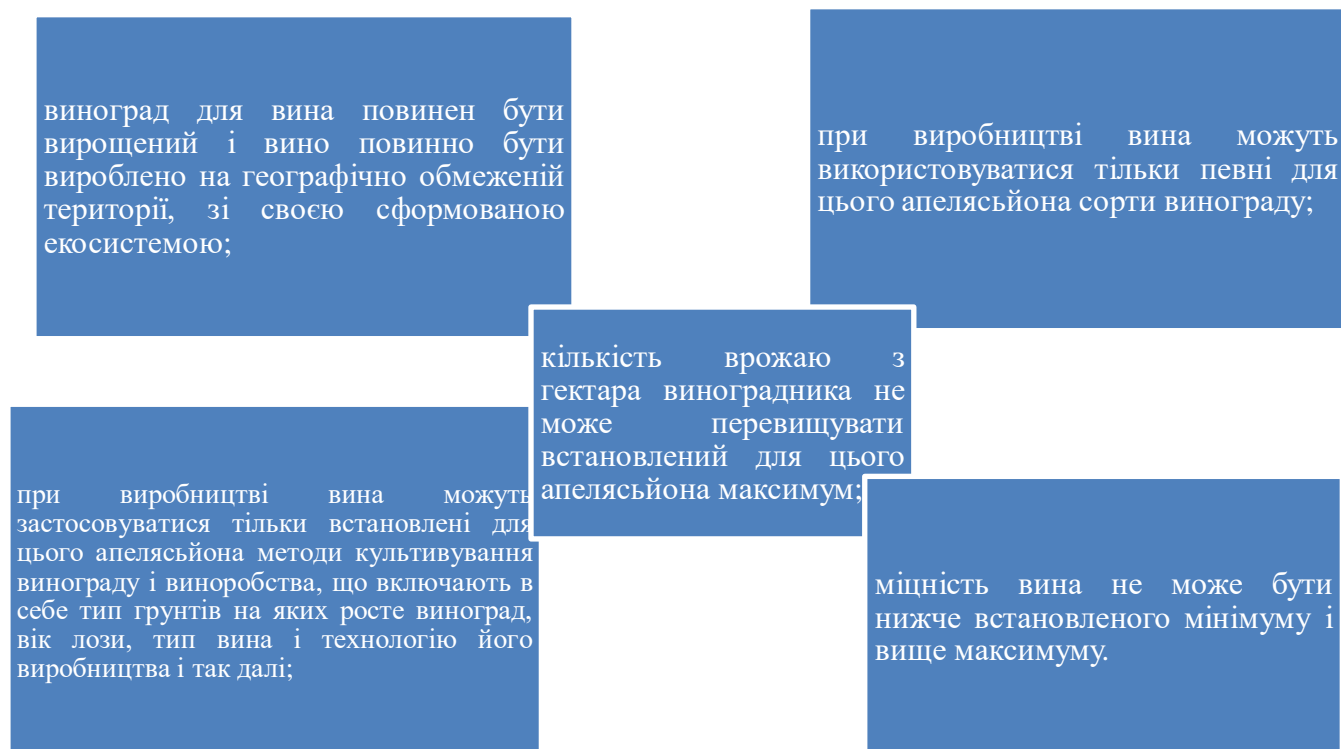 виноград для вина повинен бути
вирощений і вино повинно бути
вироблено на географічно обмеженій
території, зі своєю сформованою
екосистемою;
при виробництві вина можуть
використовуватися тільки певні для
цього апелясьйона сорти винограду;
кількість врожаю з
гектара виноградника не
може перевищувати
встановлений для цього
апелясьйона максимум;
при виробництві вина можуть
застосовуватися тільки встановлені для
цього апелясьйона методи культивування
винограду і виноробства, що включають в
себе тип грунтів на яких росте виноград,
вік лози, тип вина і технологію його
виробництва і так далі;
міцність вина не може бути
нижче встановленого мінімуму і
вище максимуму.